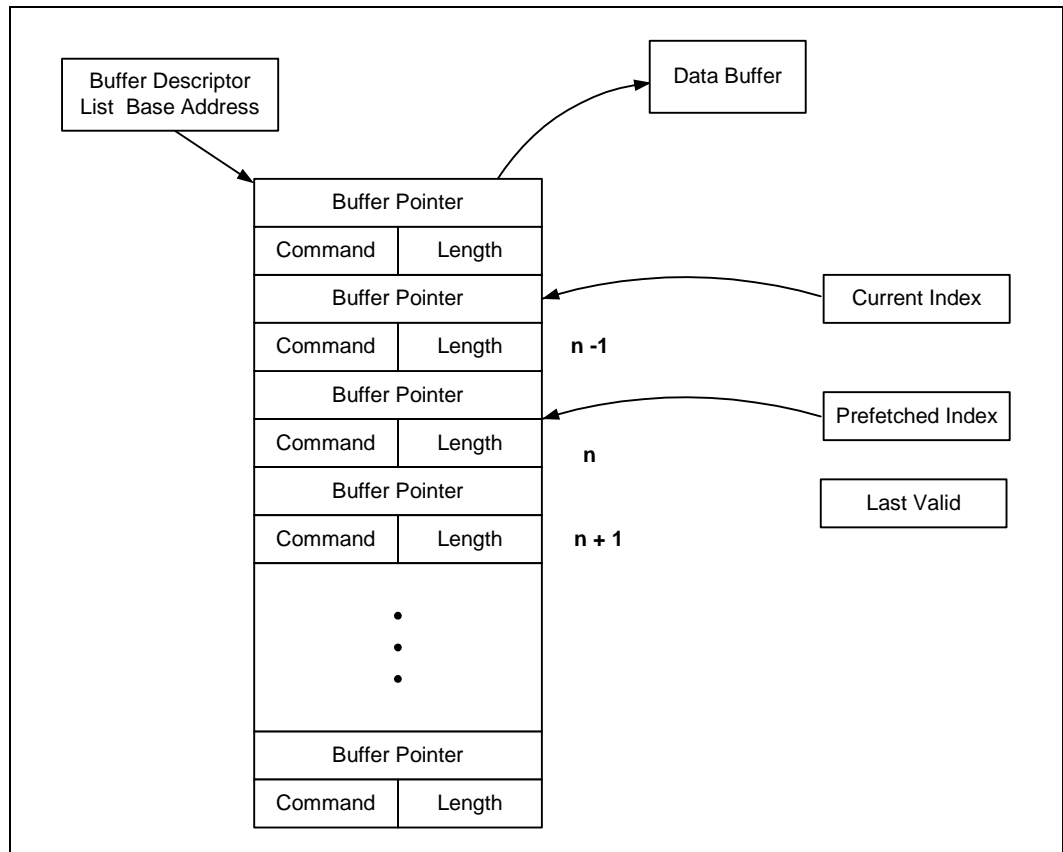 Buffer Descriptor
List Base Address
Data Buffer
Buffer Pointer
Command Length
Buffer Pointer
Current Index
Command Length
n -1
Buffer Pointer
Prefetched Index
Command Length
n
Buffer Pointer
Last Valid
Command Length
n + 1
Buffer Pointer
Command Length